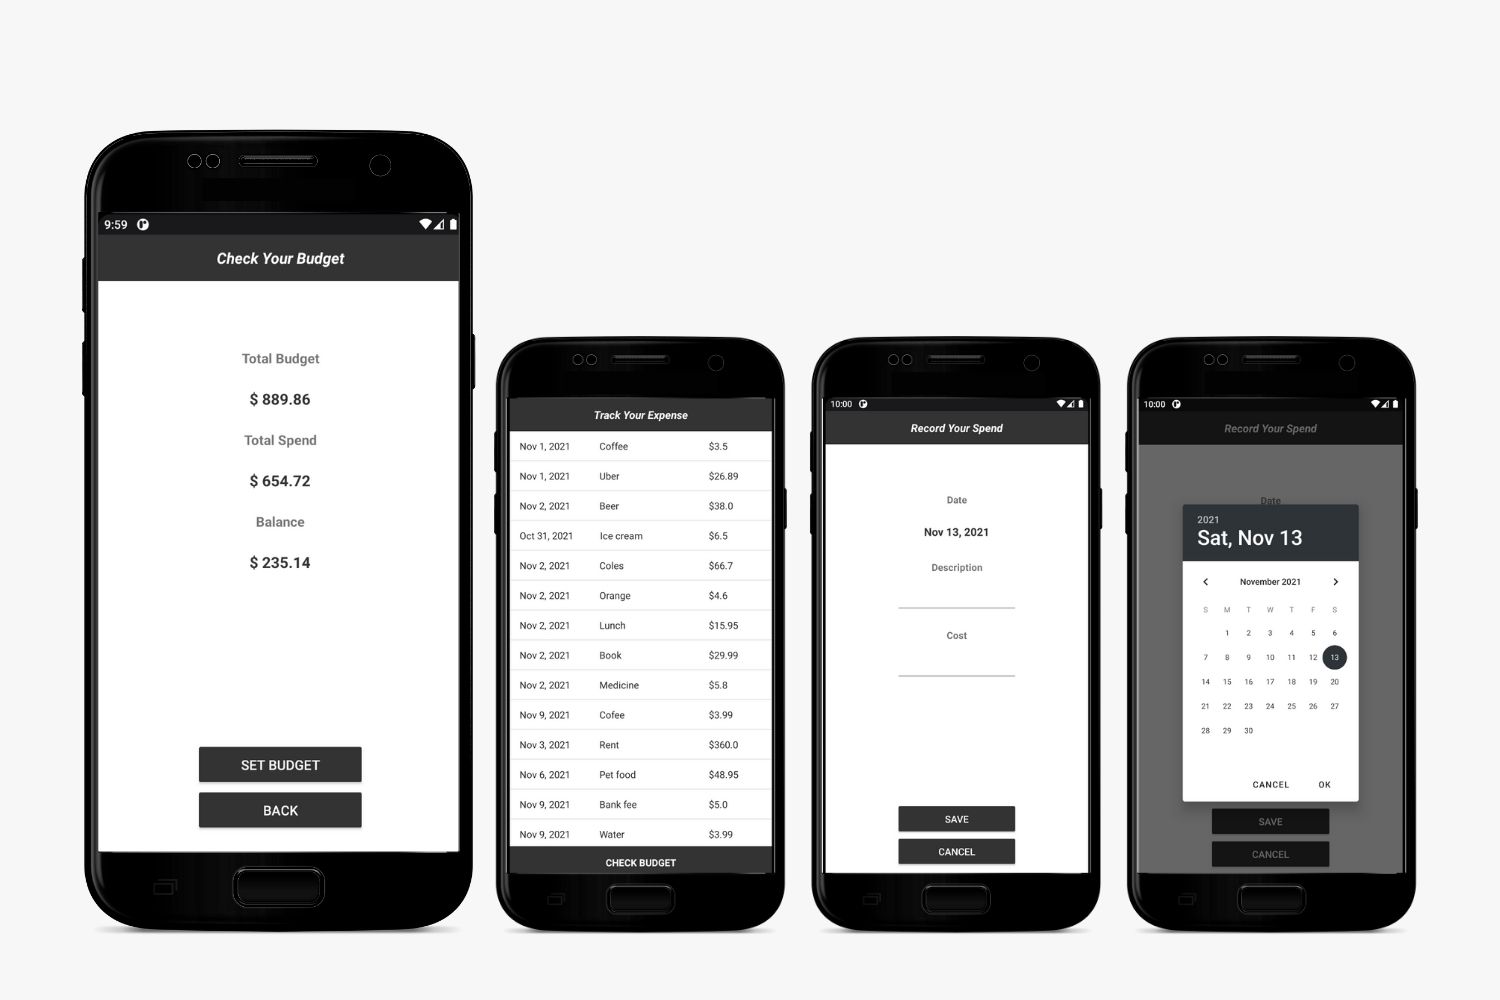 9:59
Check Your Budget
Total Budget
$ 889.86
Total Spend
$ 654.72
Balance
$ 235.14
SET BUDGET
BACK
Track Your Expense
Nov 1, 2021 Coffee $3.5
Nov 1, 2021 Uber $26.89
Nov 2, 2021 Beer $38.0
Oct 31, 2021 Ice cream $6.5
Nov 2, 2021 Coles $66.7
Nov 2, 2021 Orange $4.6
Nov 2, 2021 Lunch $15.95
Nov 2, 2021 Book $29.99
Nov 2, 2021 Medicine $5.8
Nov 9, 2021 Cofee $3.99
Nov 3, 2021 Rent $360.0
Nov 6, 2021 Pet food $48.95
Nov 9, 2021 Bank fee $5.0
Nov 9, 2021 Water $3.99
CHECK BUDGET
10:00
Record Your Spend
Date
Nov 13, 2021
Description
Cost
SAVE
CANCEL
10:00
Record Your Spend
Date
2021
Sat, Nov 13
November 2021
S M T W T F S
1 2 3 4 5 6
7 8 9 10 11 12 13
14 15 16 17 18 19 20
21 22 23 24 25 26 27
28 29 30
CANCEL OK
SAVE
CANCEL